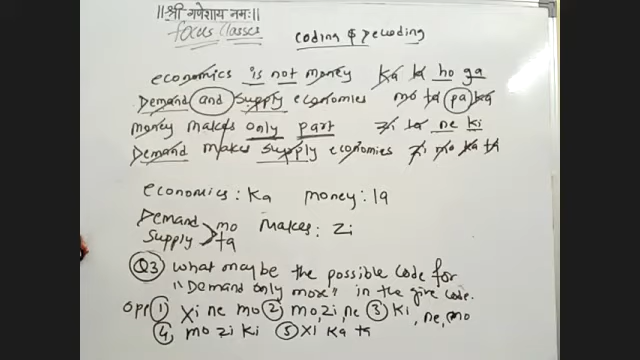 ||श्री गणेशाय नमः||
focus classes
coding & Decoding
economics is not money ka la ho ga
Demand and supply economies mo ta pa ka
money makes only part zi la ne ki
Demand makes supply economies zi mo ka ta
economics : Ka money : la
Demand mo
Supply ta
makes : Zi
Q3 what may be the possible code for
"Demand only more" in the give code.
opp 1 xi ne mo 2 mo, zi, ne 3 ki, ne, mo
4 mo zi ki 5 xi ka ta